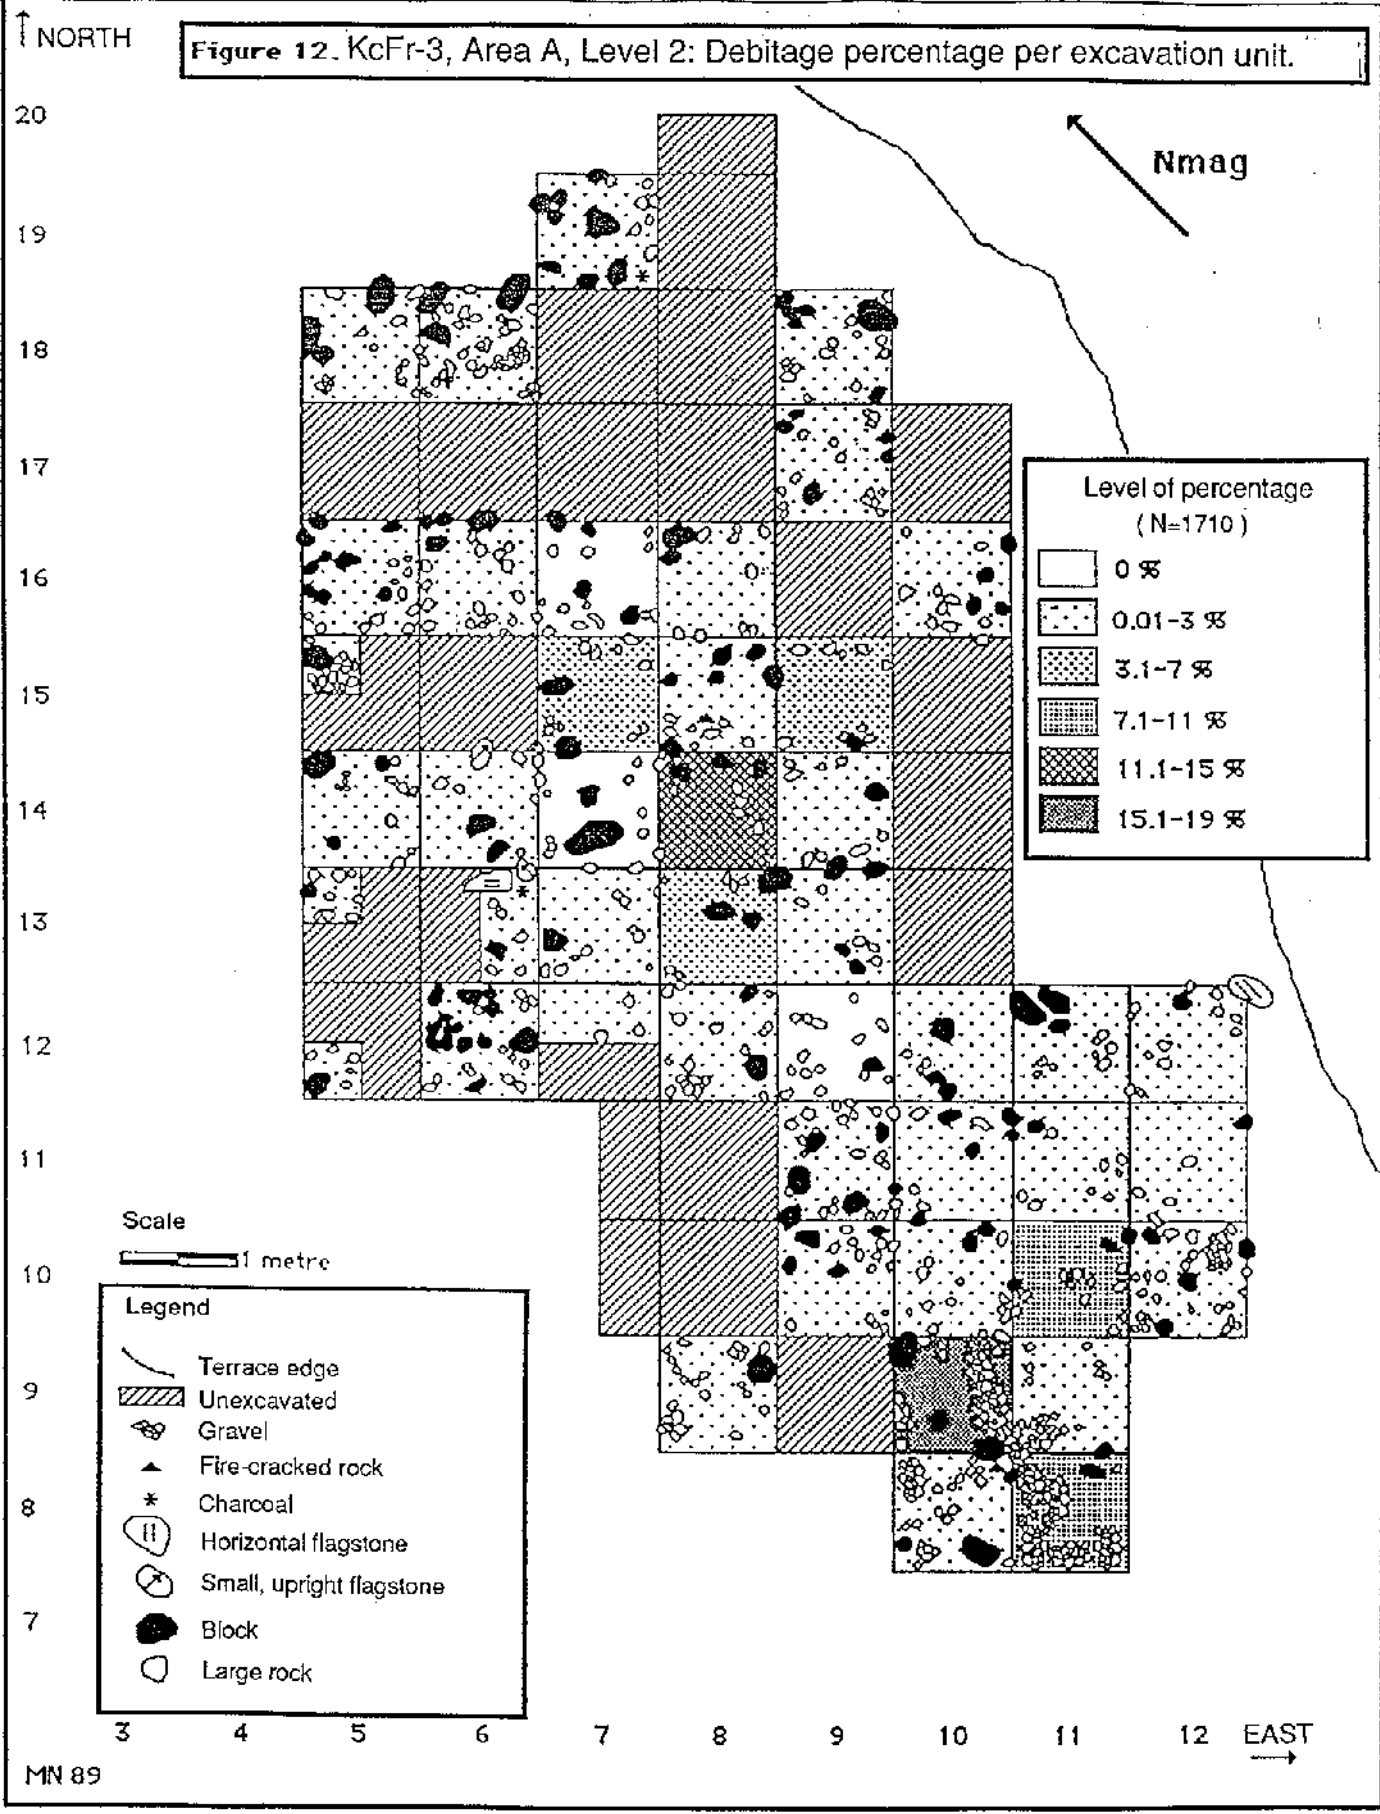 ↑ NORTH
Figure 12. KcFr-3, Area A, Level 2: Debitage percentage per excavation unit.
20
Nmag
19
18
17
Level of percentage
( N=1710 )
0 %
16
0.01-3 %
3.1-7 %
15
7.1-11 %
11.1-15 %
14
15.1-19 %
13
12
11
Scale
1 metre
10
Legend
Terrace edge
9
Unexcavated
Gravel
Fire-cracked rock
8
* Charcoal
Horizontal flagstone
Small, upright flagstone
7
Block
Large rock
3 4 5 6 7 8 9 10 11 12 EAST →
MN 89